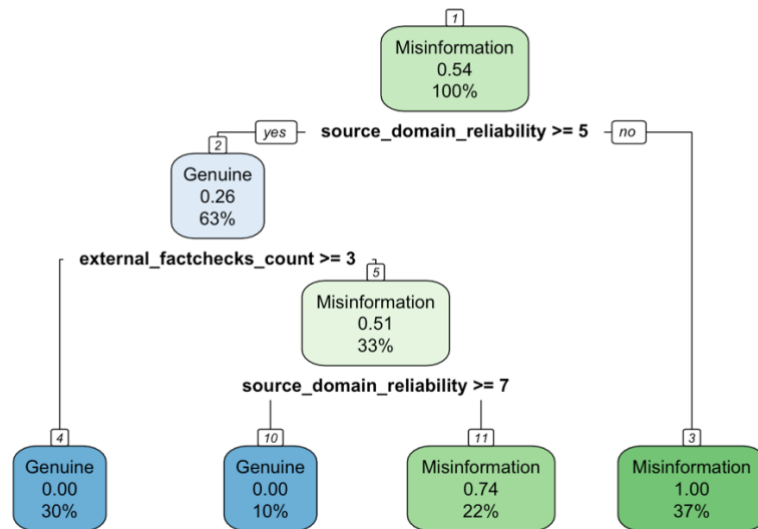 1
Misinformation
0.54
100%
yes source_domain_reliability >= 5 no
2
Genuine
0.26
63%
external_factchecks_count >= 3
5
Misinformation
0.51
33%
source_domain_reliability >= 7
4
Genuine
0.00
30%
10
Genuine
0.00
10%
11
Misinformation
0.74
22%
3
Misinformation
1.00
37%